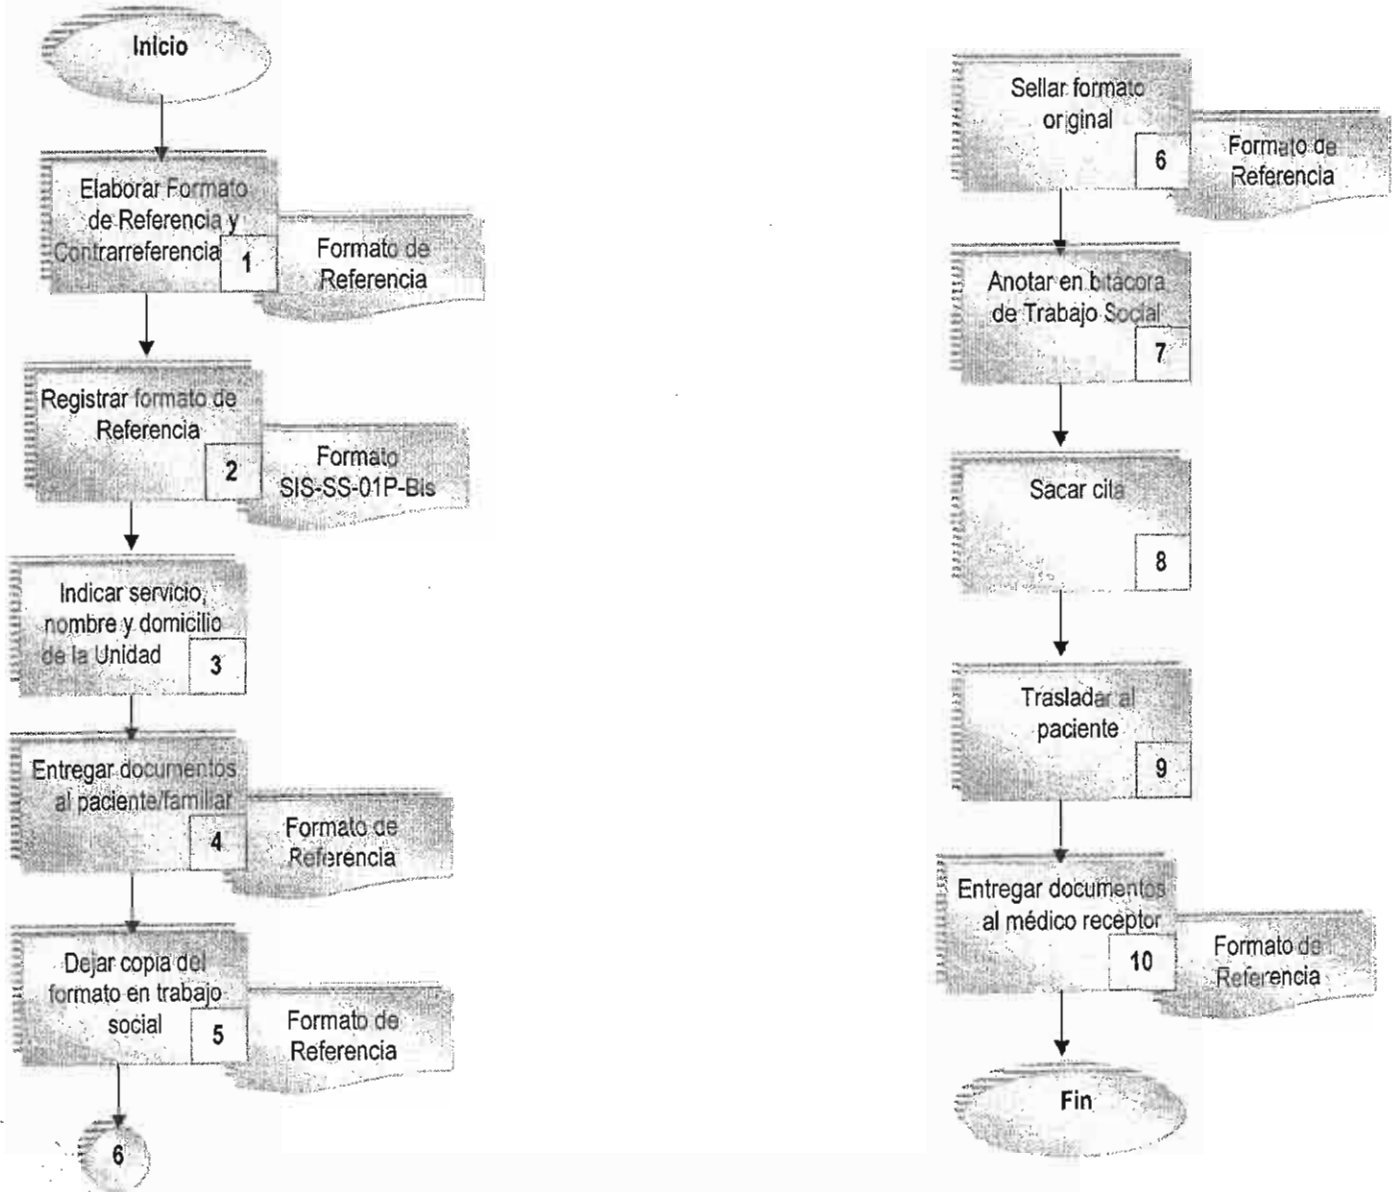 Inicio
Elaborar Formato
de Referencia y
Contrarreferencia
1
Formato de
Referencia
Registrar formato de
Referencia
2
Formato
SIS-SS-01P-Bis
Indicar servicio,
nombre y domicilio
de la Unidad
3
Entregar documentos
al paciente/familiar
4
Formato de
Referencia
Dejar copia del
formato en trabajo
social
5
Formato de
Referencia
6
Sellar formato
original
6
Formato de
Referencia
Anotar en bitácora
de Trabajo Social
7
Sacar cita
8
Trasladar al
paciente
9
Entregar documentos
al médico receptor
10
Formato de
Referencia
Fin